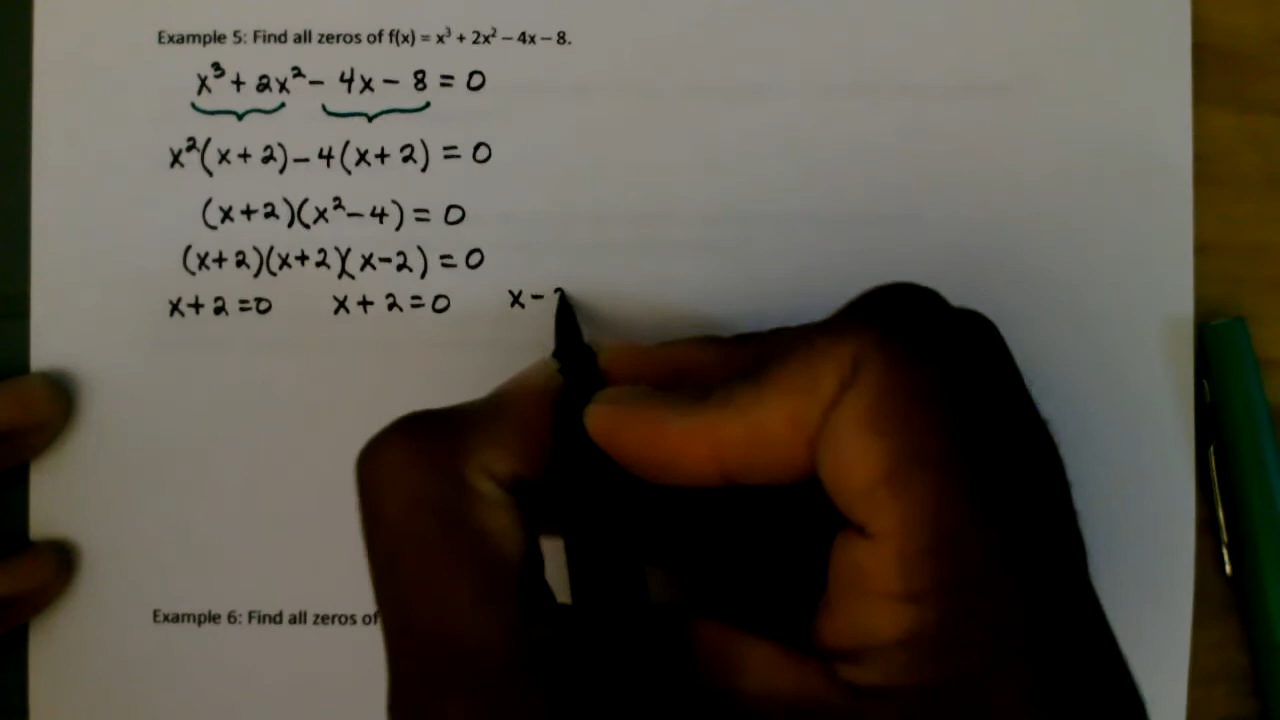 Example 5: Find all zeros of f(x) = x³ + 2x² – 4x – 8.
x³ + 2x² - 4x - 8 = 0
x²(x+2) - 4(x+2) = 0
(x+2)(x²-4) = 0
(x+2)(x+2)(x-2) = 0
x+2=0 x+2=0 x-
Example 6: Find all zeros of